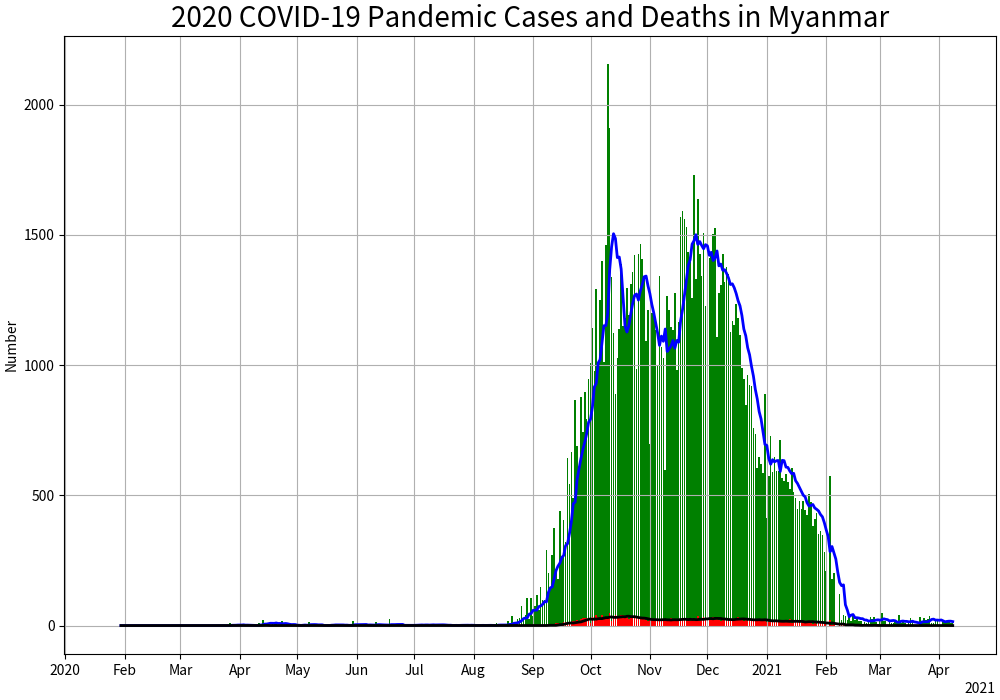 2020 COVID-19 Pandemic Cases and Deaths in Myanmar
Number
2000
1500
1000
500
0
2020 Feb Mar Apr May Jun Jul Aug Sep Oct Nov Dec 2021 Feb Mar Apr
2021